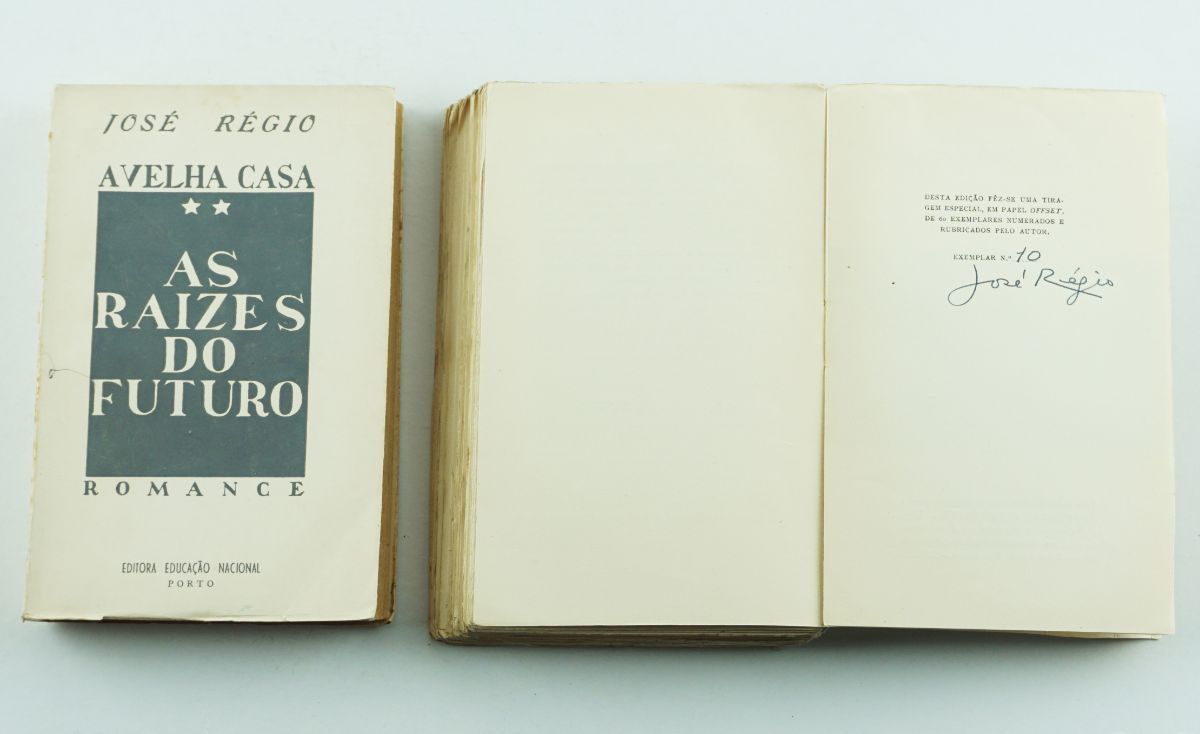 JOSÉ RÉGIO
A VELHA CASA
★★
AS
RAIZES
DO
FUTURO
ROMANCE
EDITORA EDUCAÇÃO NACIONAL
PORTO
DESTA EDIÇÃO FÊZ-SE UMA TIRA-
GEM ESPECIAL, EM PAPEL OFFSET,
DE 60 EXEMPLARES NUMERADOS E
RUBRICADOS PELO AUTOR.
EXEMPLAR N.º 10
José Régio